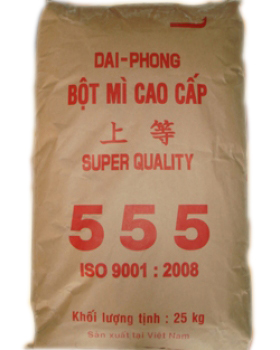 DAI-PHONG
BỘT MÌ CAO CẤP
上等
SUPER QUALITY
555
ISO 9001 : 2008
Khối lượng tịnh : 25 kg
Sản xuất tại Việt Nam